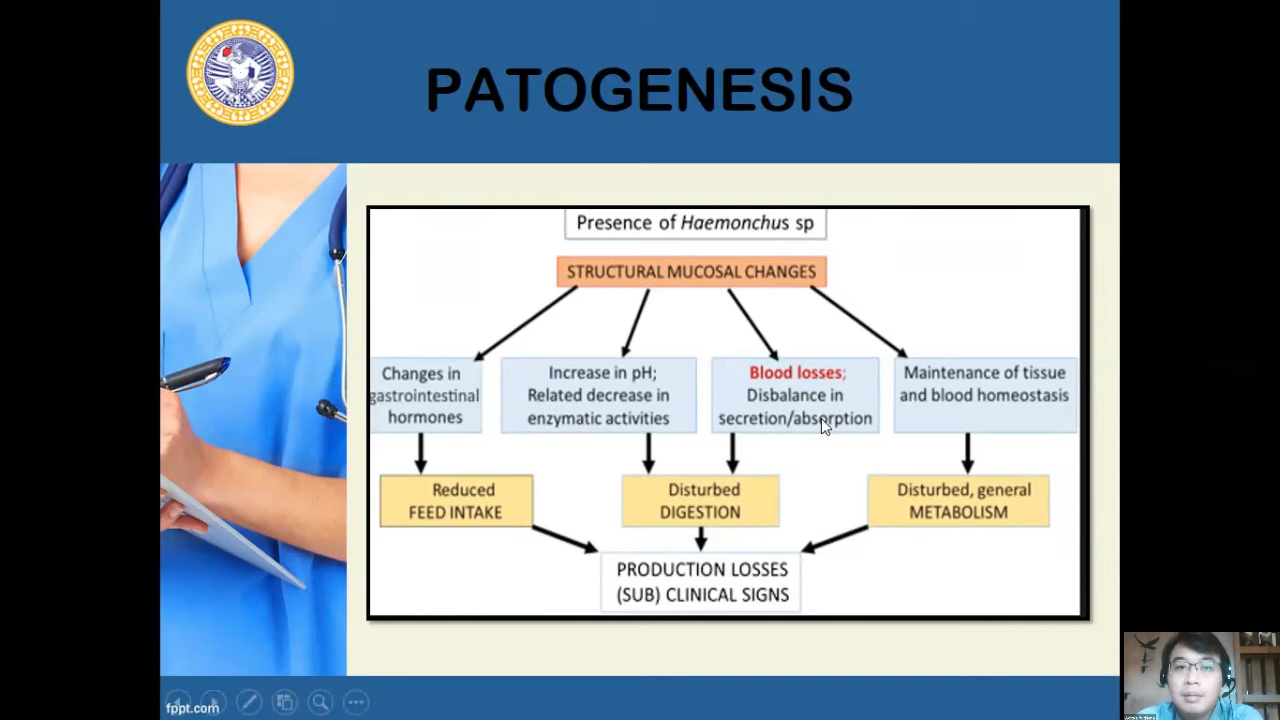 PATOGENESIS
Presence of Haemonchus sp
STRUCTURAL MUCOSAL CHANGES
Changes in
gastrointestinal
hormones
Increase in pH;
Related decrease in
enzymatic activities
Blood losses;
Disbalance in
secretion/absorption
Maintenance of tissue
and blood homeostasis
Reduced
FEED INTAKE
Disturbed
DIGESTION
Disturbed, general
METABOLISM
PRODUCTION LOSSES
(SUB) CLINICAL SIGNS
fppt.com